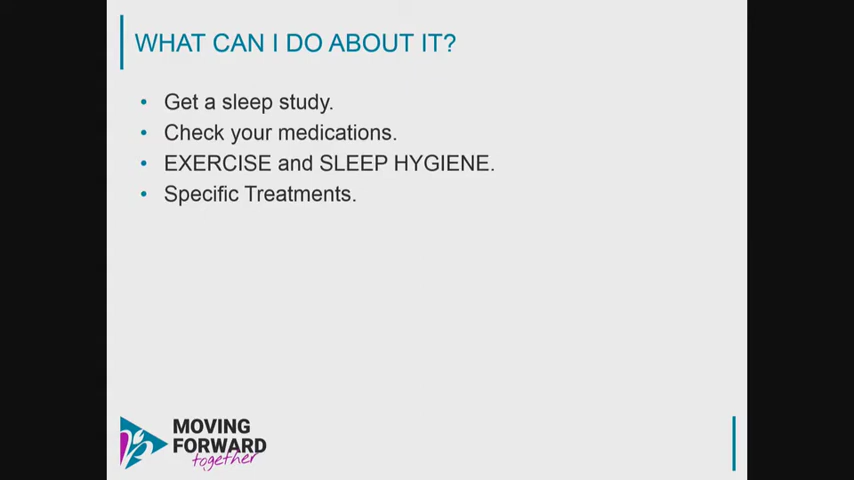 WHAT CAN I DO ABOUT IT?
• Get a sleep study.
• Check your medications.
• EXERCISE and SLEEP HYGIENE.
• Specific Treatments.
MOVING
FORWARD
together